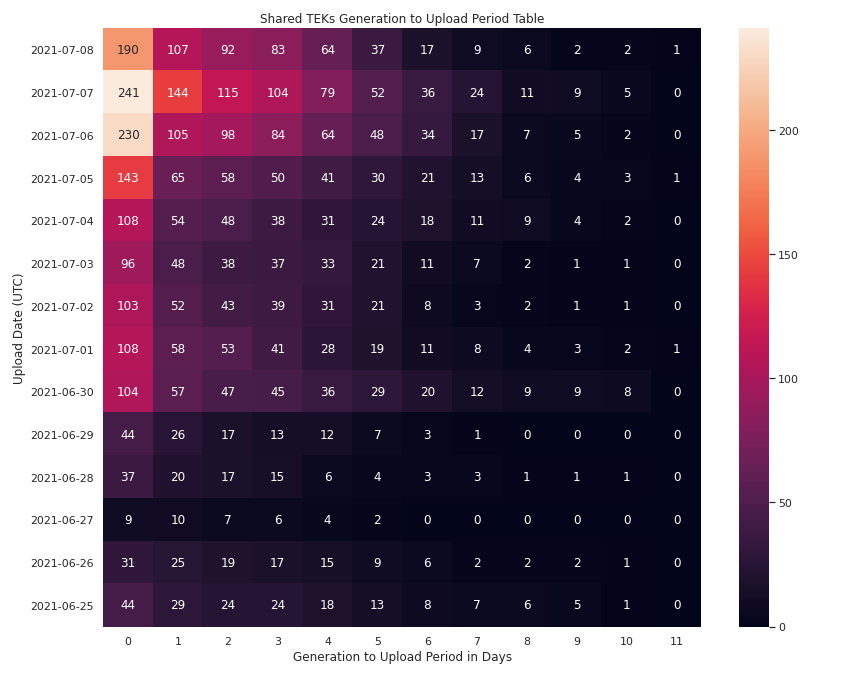 Shared TEKs Generation to Upload Period Table
Upload Date (UTC)
2021-07-08 190 107 92 83 64 37 17 9 6 2 2 1
2021-07-07 241 144 115 104 79 52 36 24 11 9 5 0
2021-07-06 230 105 98 84 64 48 34 17 7 5 2 0
2021-07-05 143 65 58 50 41 30 21 13 6 4 3 1
2021-07-04 108 54 48 38 31 24 18 11 9 4 2 0
2021-07-03 96 48 38 37 33 21 11 7 2 1 1 0
2021-07-02 103 52 43 39 31 21 8 3 2 1 1 0
2021-07-01 108 58 53 41 28 19 11 8 4 3 2 1
2021-06-30 104 57 47 45 36 29 20 12 9 9 8 0
2021-06-29 44 26 17 13 12 7 3 1 0 0 0 0
2021-06-28 37 20 17 15 6 4 3 3 1 1 1 0
2021-06-27 9 10 7 6 4 2 0 0 0 0 0 0
2021-06-26 31 25 19 17 15 9 6 2 2 2 1 0
2021-06-25 44 29 24 24 18 13 8 7 6 5 1 0
0 1 2 3 4 5 6 7 8 9 10 11
Generation to Upload Period in Days
200
150
100
50
0